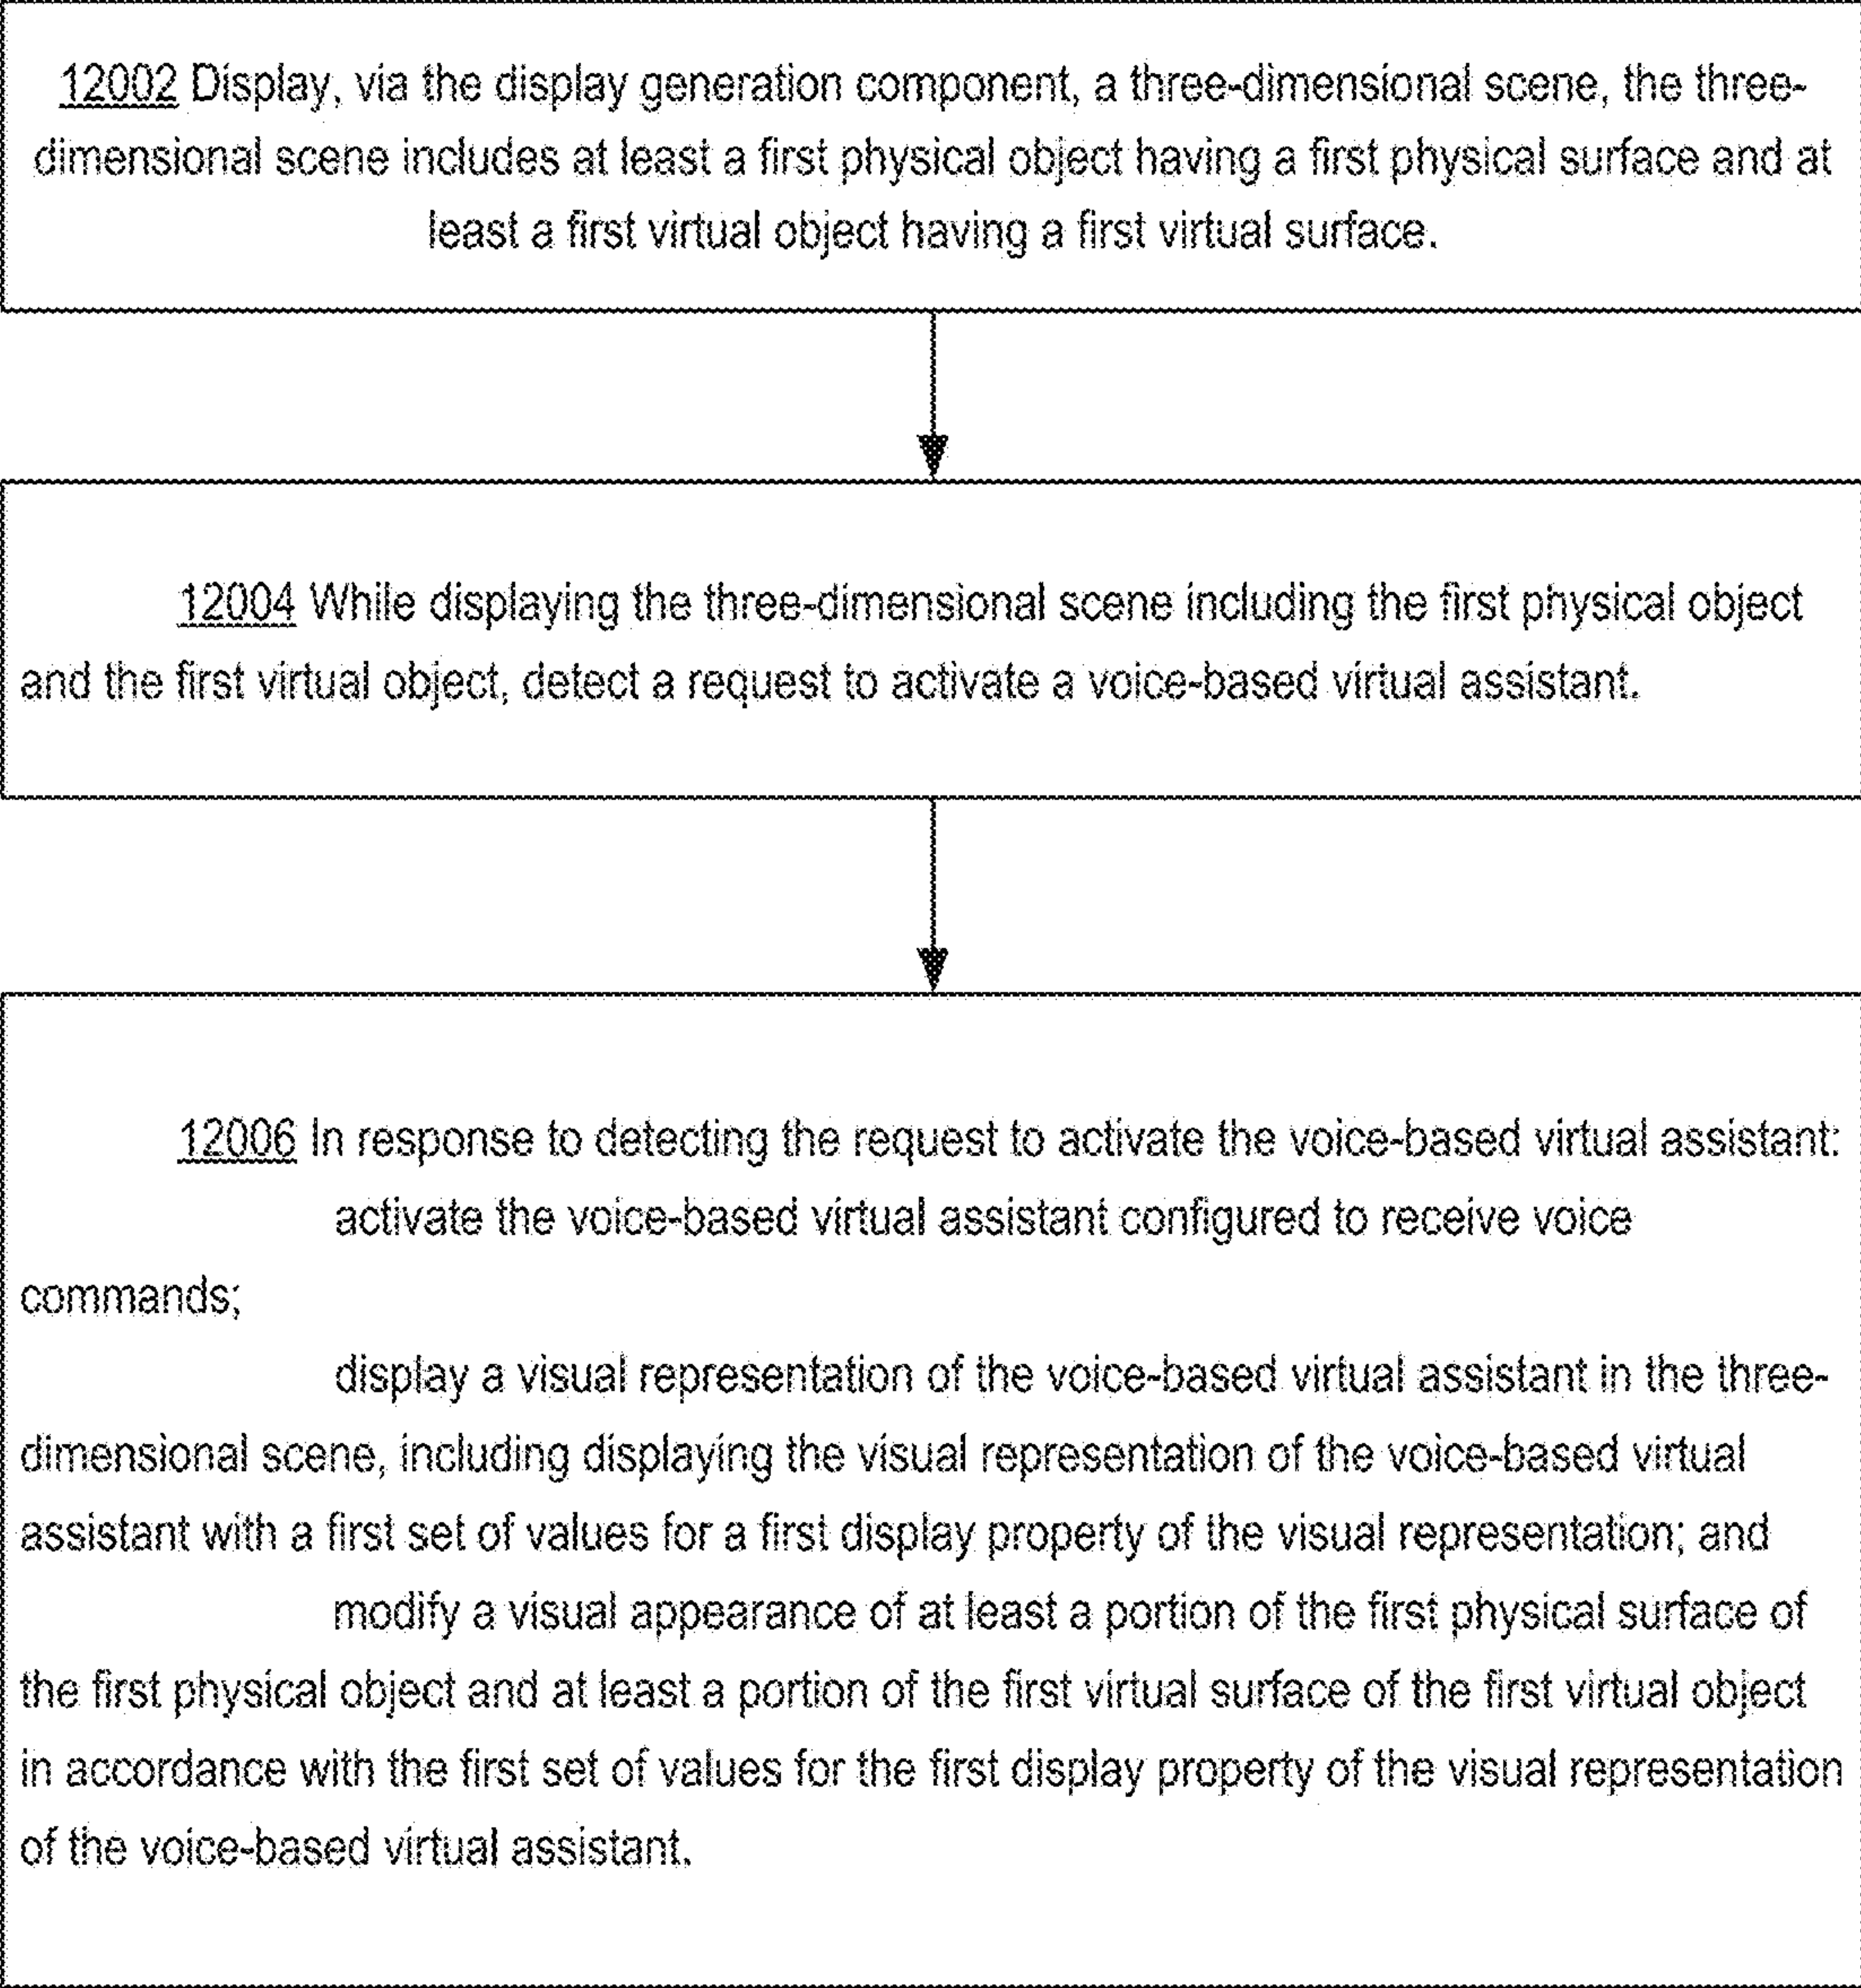 12002 Display, via the display generation component, a three-dimensional scene, the three-
dimensional scene includes at least a first physical object having a first physical surface and at
least a first virtual object having a first virtual surface.
12004 While displaying the three-dimensional scene including the first physical object
and the first virtual object, detect a request to activate a voice-based virtual assistant.
12006 In response to detecting the request to activate the voice-based virtual assistant:
activate the voice-based virtual assistant configured to receive voice
commands;
display a visual representation of the voice-based virtual assistant in the three-
dimensional scene, including displaying the visual representation of the voice-based virtual
assistant with a first set of values for a first display property of the visual representation; and
modify a visual appearance of at least a portion of the first physical surface of
the first physical object and at least a portion of the first virtual surface of the first virtual object
in accordance with the first set of values for the first display property of the visual representation
of the voice-based virtual assistant.